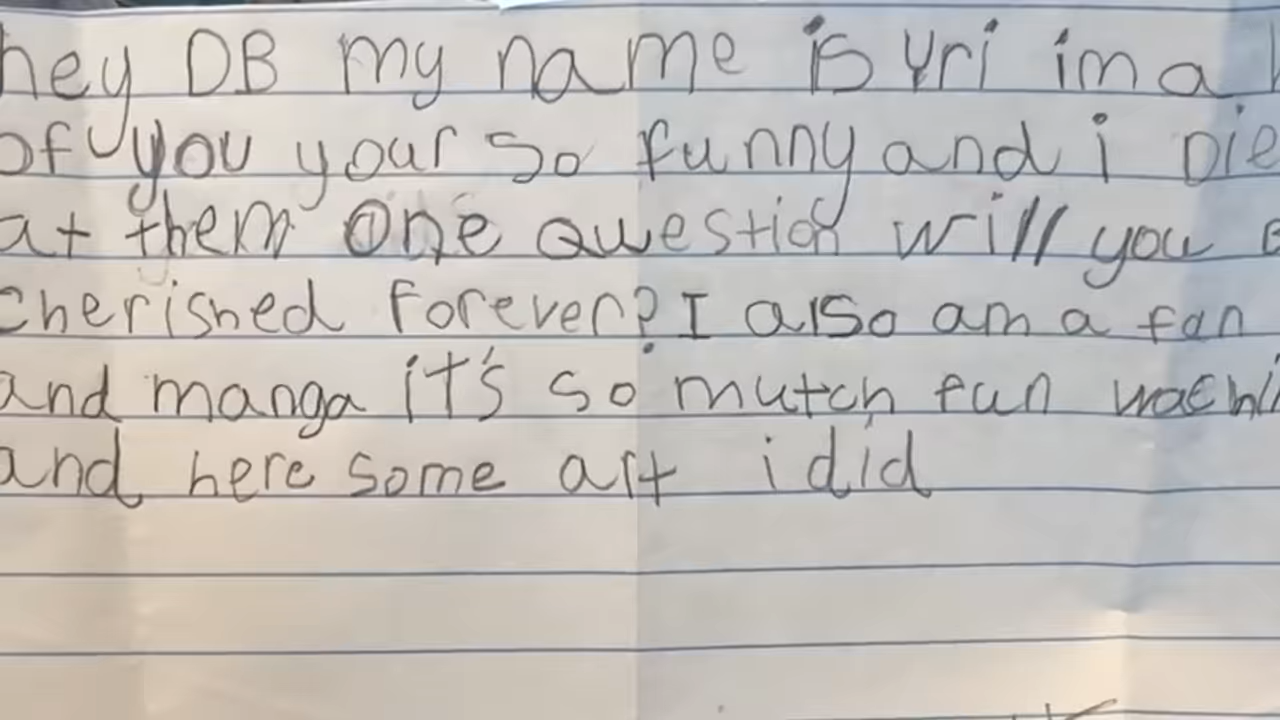 hey DB my name is yri im a
of you your so funny and i Die
at them One question will you
cherished forever? I also am a fan
and manga it's so mutch fun
and here some art i did